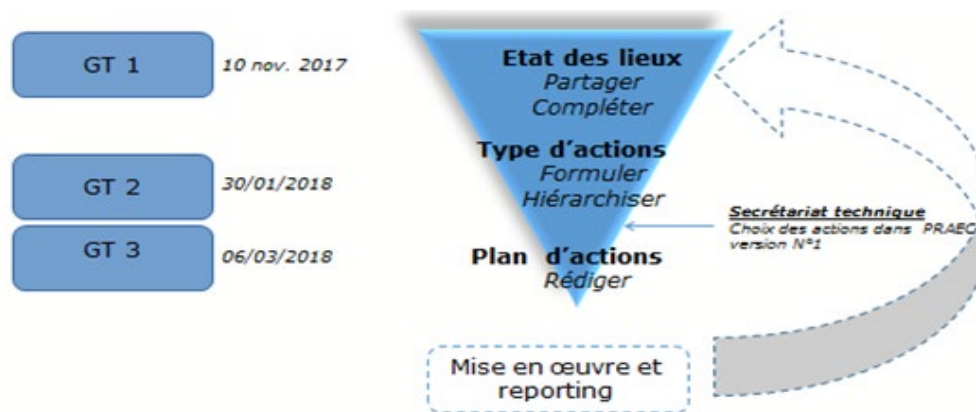 GT 1
10 nov. 2017
Etat des lieux
Partager
Compléter
GT 2
30/01/2018
Type d'actions
Formuler
Hiérarchiser
Secrétariat technique
Choix des actions dans PRAEC
version N°1
GT 3
06/03/2018
Plan d'actions
Rédiger
Mise en œuvre et
reporting